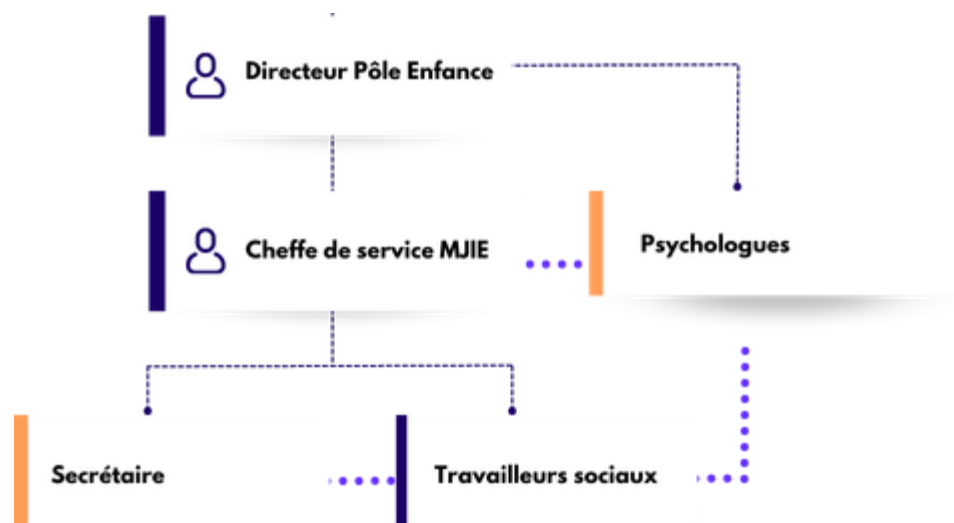 Directeur Pôle Enfance
Cheffe de service MJIE
Psychologues
Secrétaire
Travailleurs sociaux